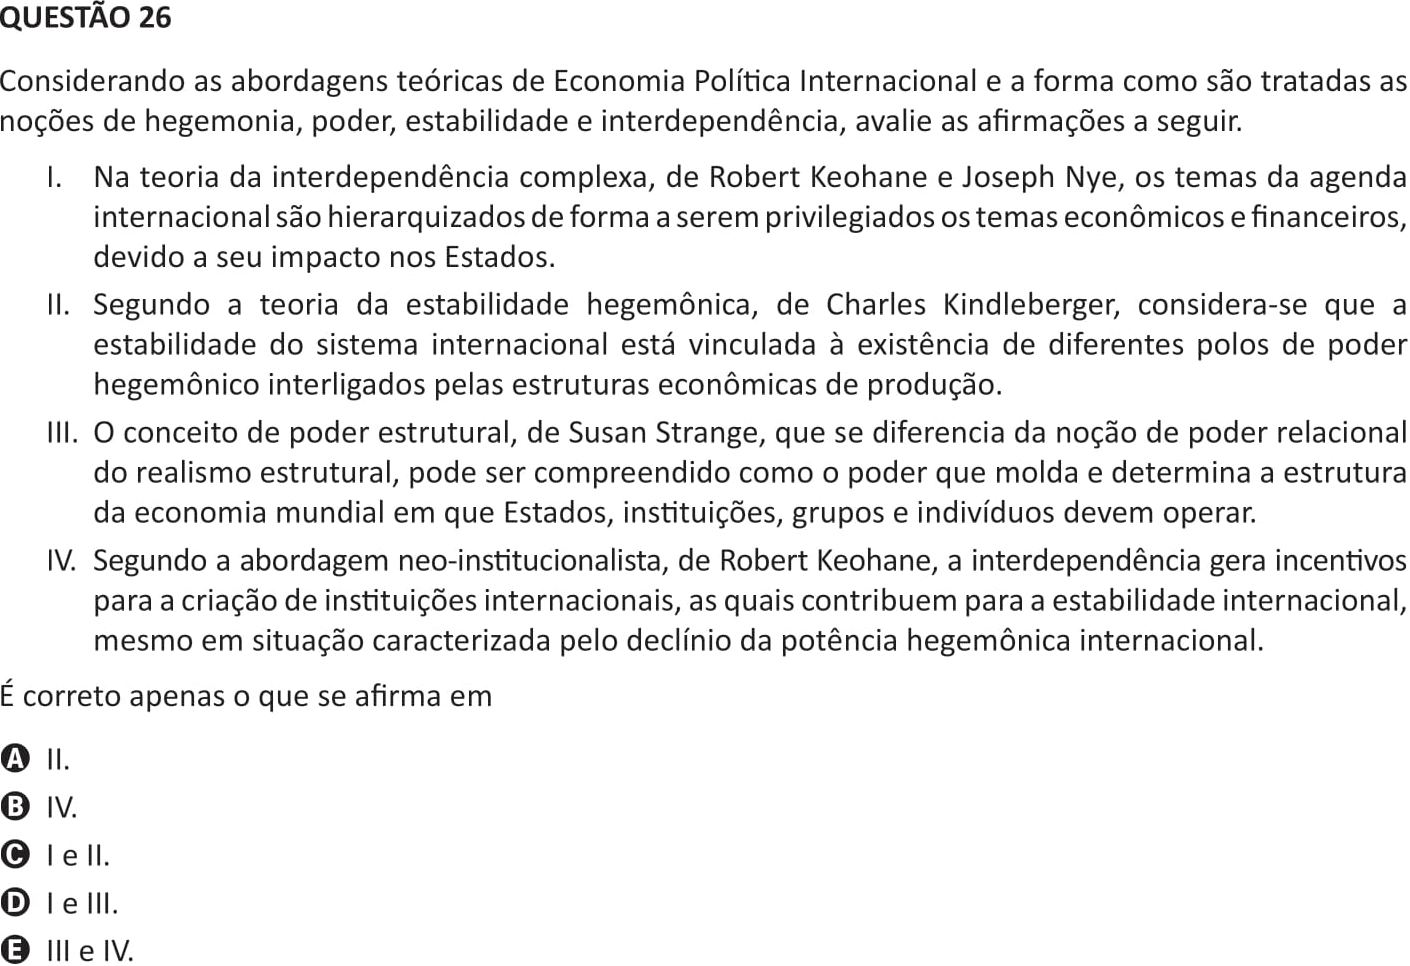 QUESTÃO 26
Considerando as abordagens teóricas de Economia Política Internacional e a forma como são tratadas as
noções de hegemonia, poder, estabilidade e interdependência, avalie as afirmações a seguir.
I. Na teoria da interdependência complexa, de Robert Keohane e Joseph Nye, os temas da agenda
internacional são hierarquizados de forma a serem privilegiados os temas econômicos e financeiros,
devido a seu impacto nos Estados.
II. Segundo a teoria da estabilidade hegemônica, de Charles Kindleberger, considera-se que a
estabilidade do sistema internacional está vinculada à existência de diferentes polos de poder
hegemônico interligados pelas estruturas econômicas de produção.
III. O conceito de poder estrutural, de Susan Strange, que se diferencia da noção de poder relacional
do realismo estrutural, pode ser compreendido como o poder que molda e determina a estrutura
da economia mundial em que Estados, instituições, grupos e indivíduos devem operar.
IV. Segundo a abordagem neo-institucionalista, de Robert Keohane, a interdependência gera incentivos
para a criação de instituições internacionais, as quais contribuem para a estabilidade internacional,
mesmo em situação caracterizada pelo declínio da potência hegemônica internacional.
É correto apenas o que se afirma em
A II.
B IV.
C I e II.
D I e III.
E III e IV.